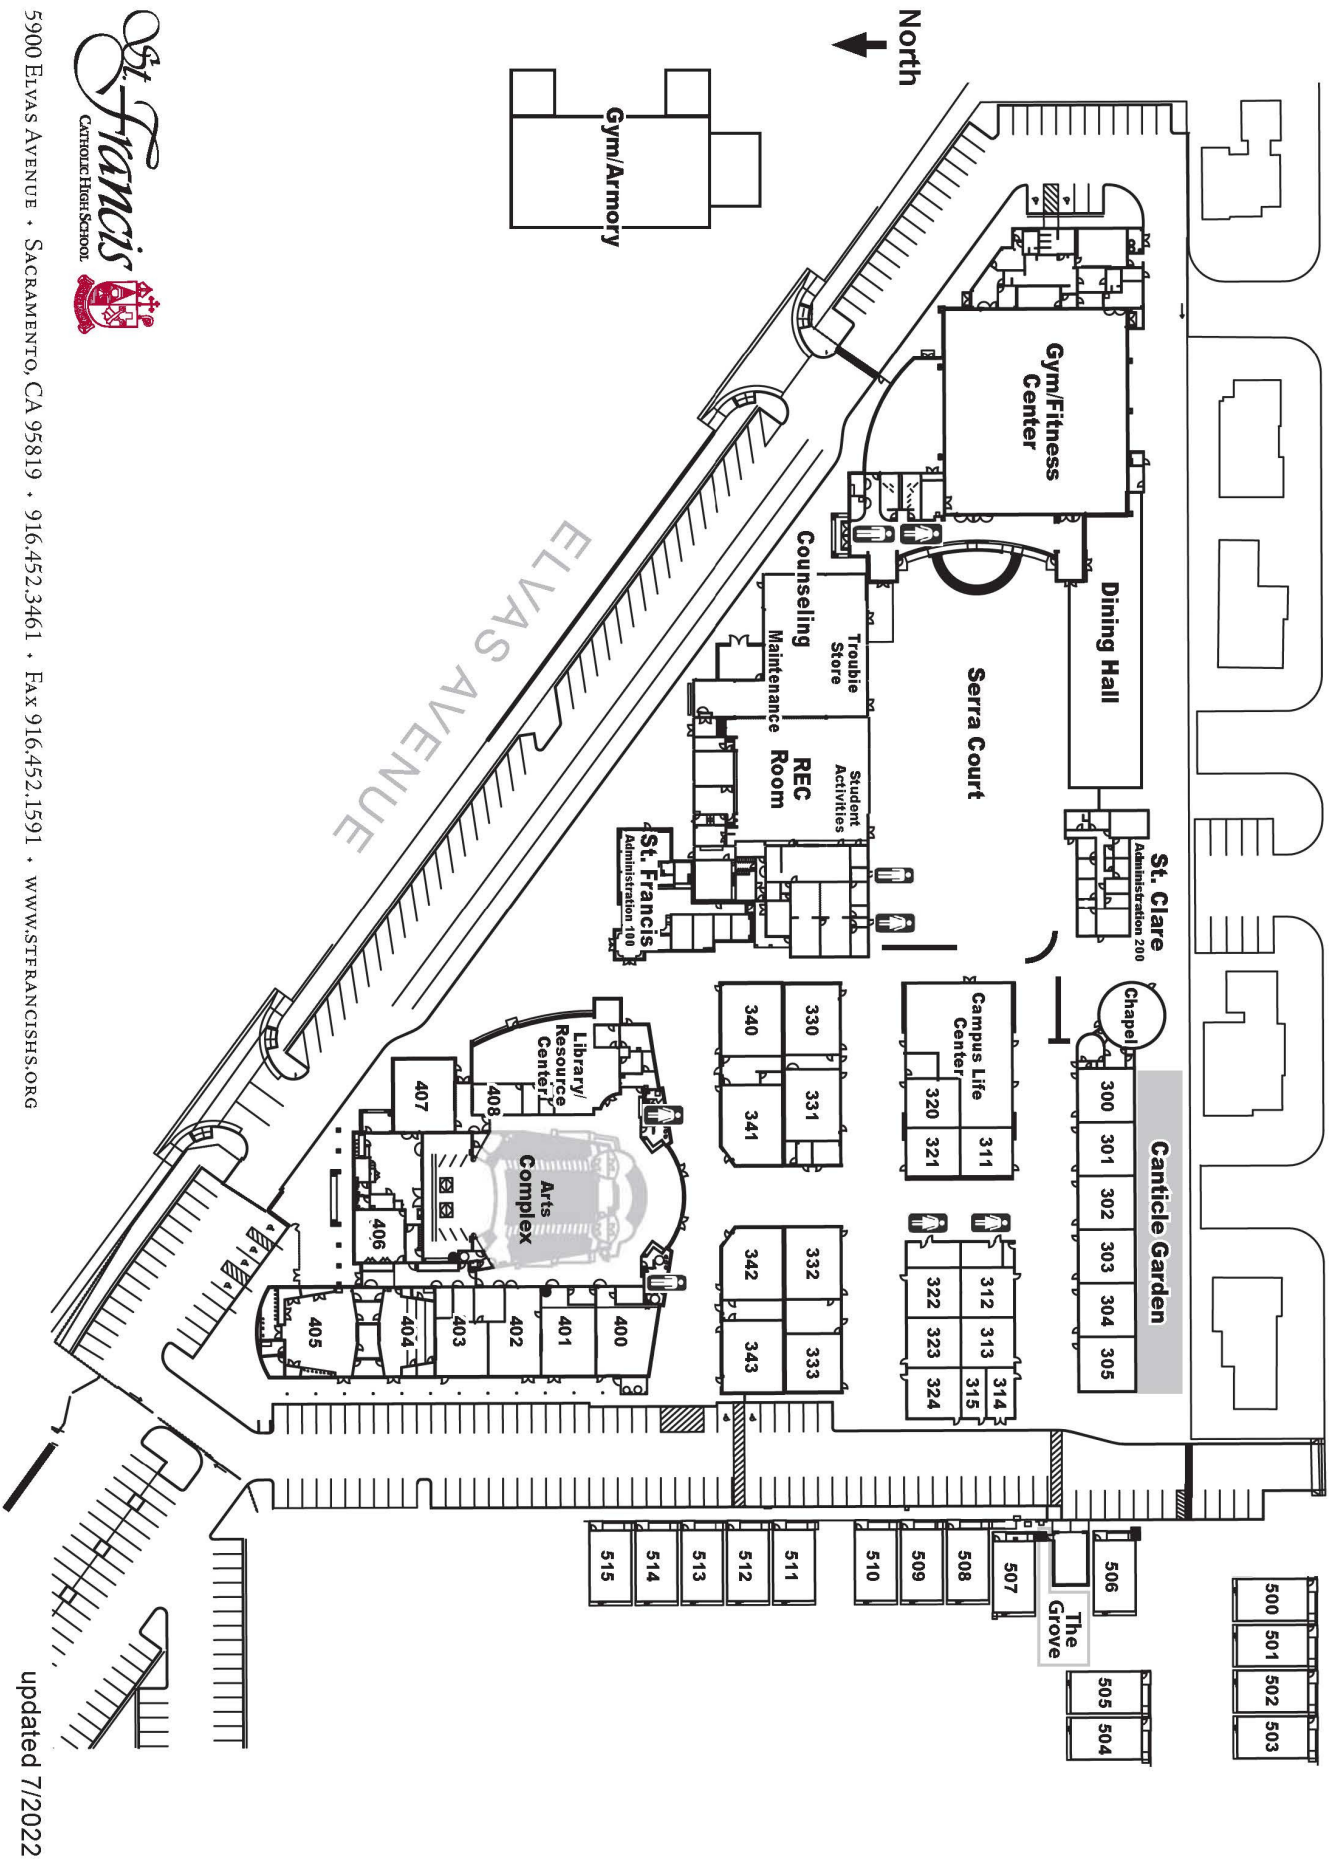 North
Gym/Armory
St. Francis
CATHOLIC HIGH SCHOOL
5900 ELVAS AVENUE • SACRAMENTO, CA 95819 • 916.452.3461 • FAX 916.452.1591 • WWW.STFRANCISHS.ORG
updated 7/2022
ELVAS AVENUE
Gym/Fitness
Center
Dining Hall
Serra Court
Counseling
Maintenance
Troubie
Store
REC
Room
Student
Activities
St. Francis
Administration 100
St. Clare
Administration 200
Chapel
Canticle Garden
300
301
302
303
304
305
Campus Life
Center
320
321
311
312
313
314
315
322
323
324
330
331
340
341
332
333
342
343
Library/
Resource
Center
408
407
Arts
Complex
406
405
404
403
402
401
400
515
514
513
512
511
510
509
508
507
506
The
Grove
505
504
500
501
502
503